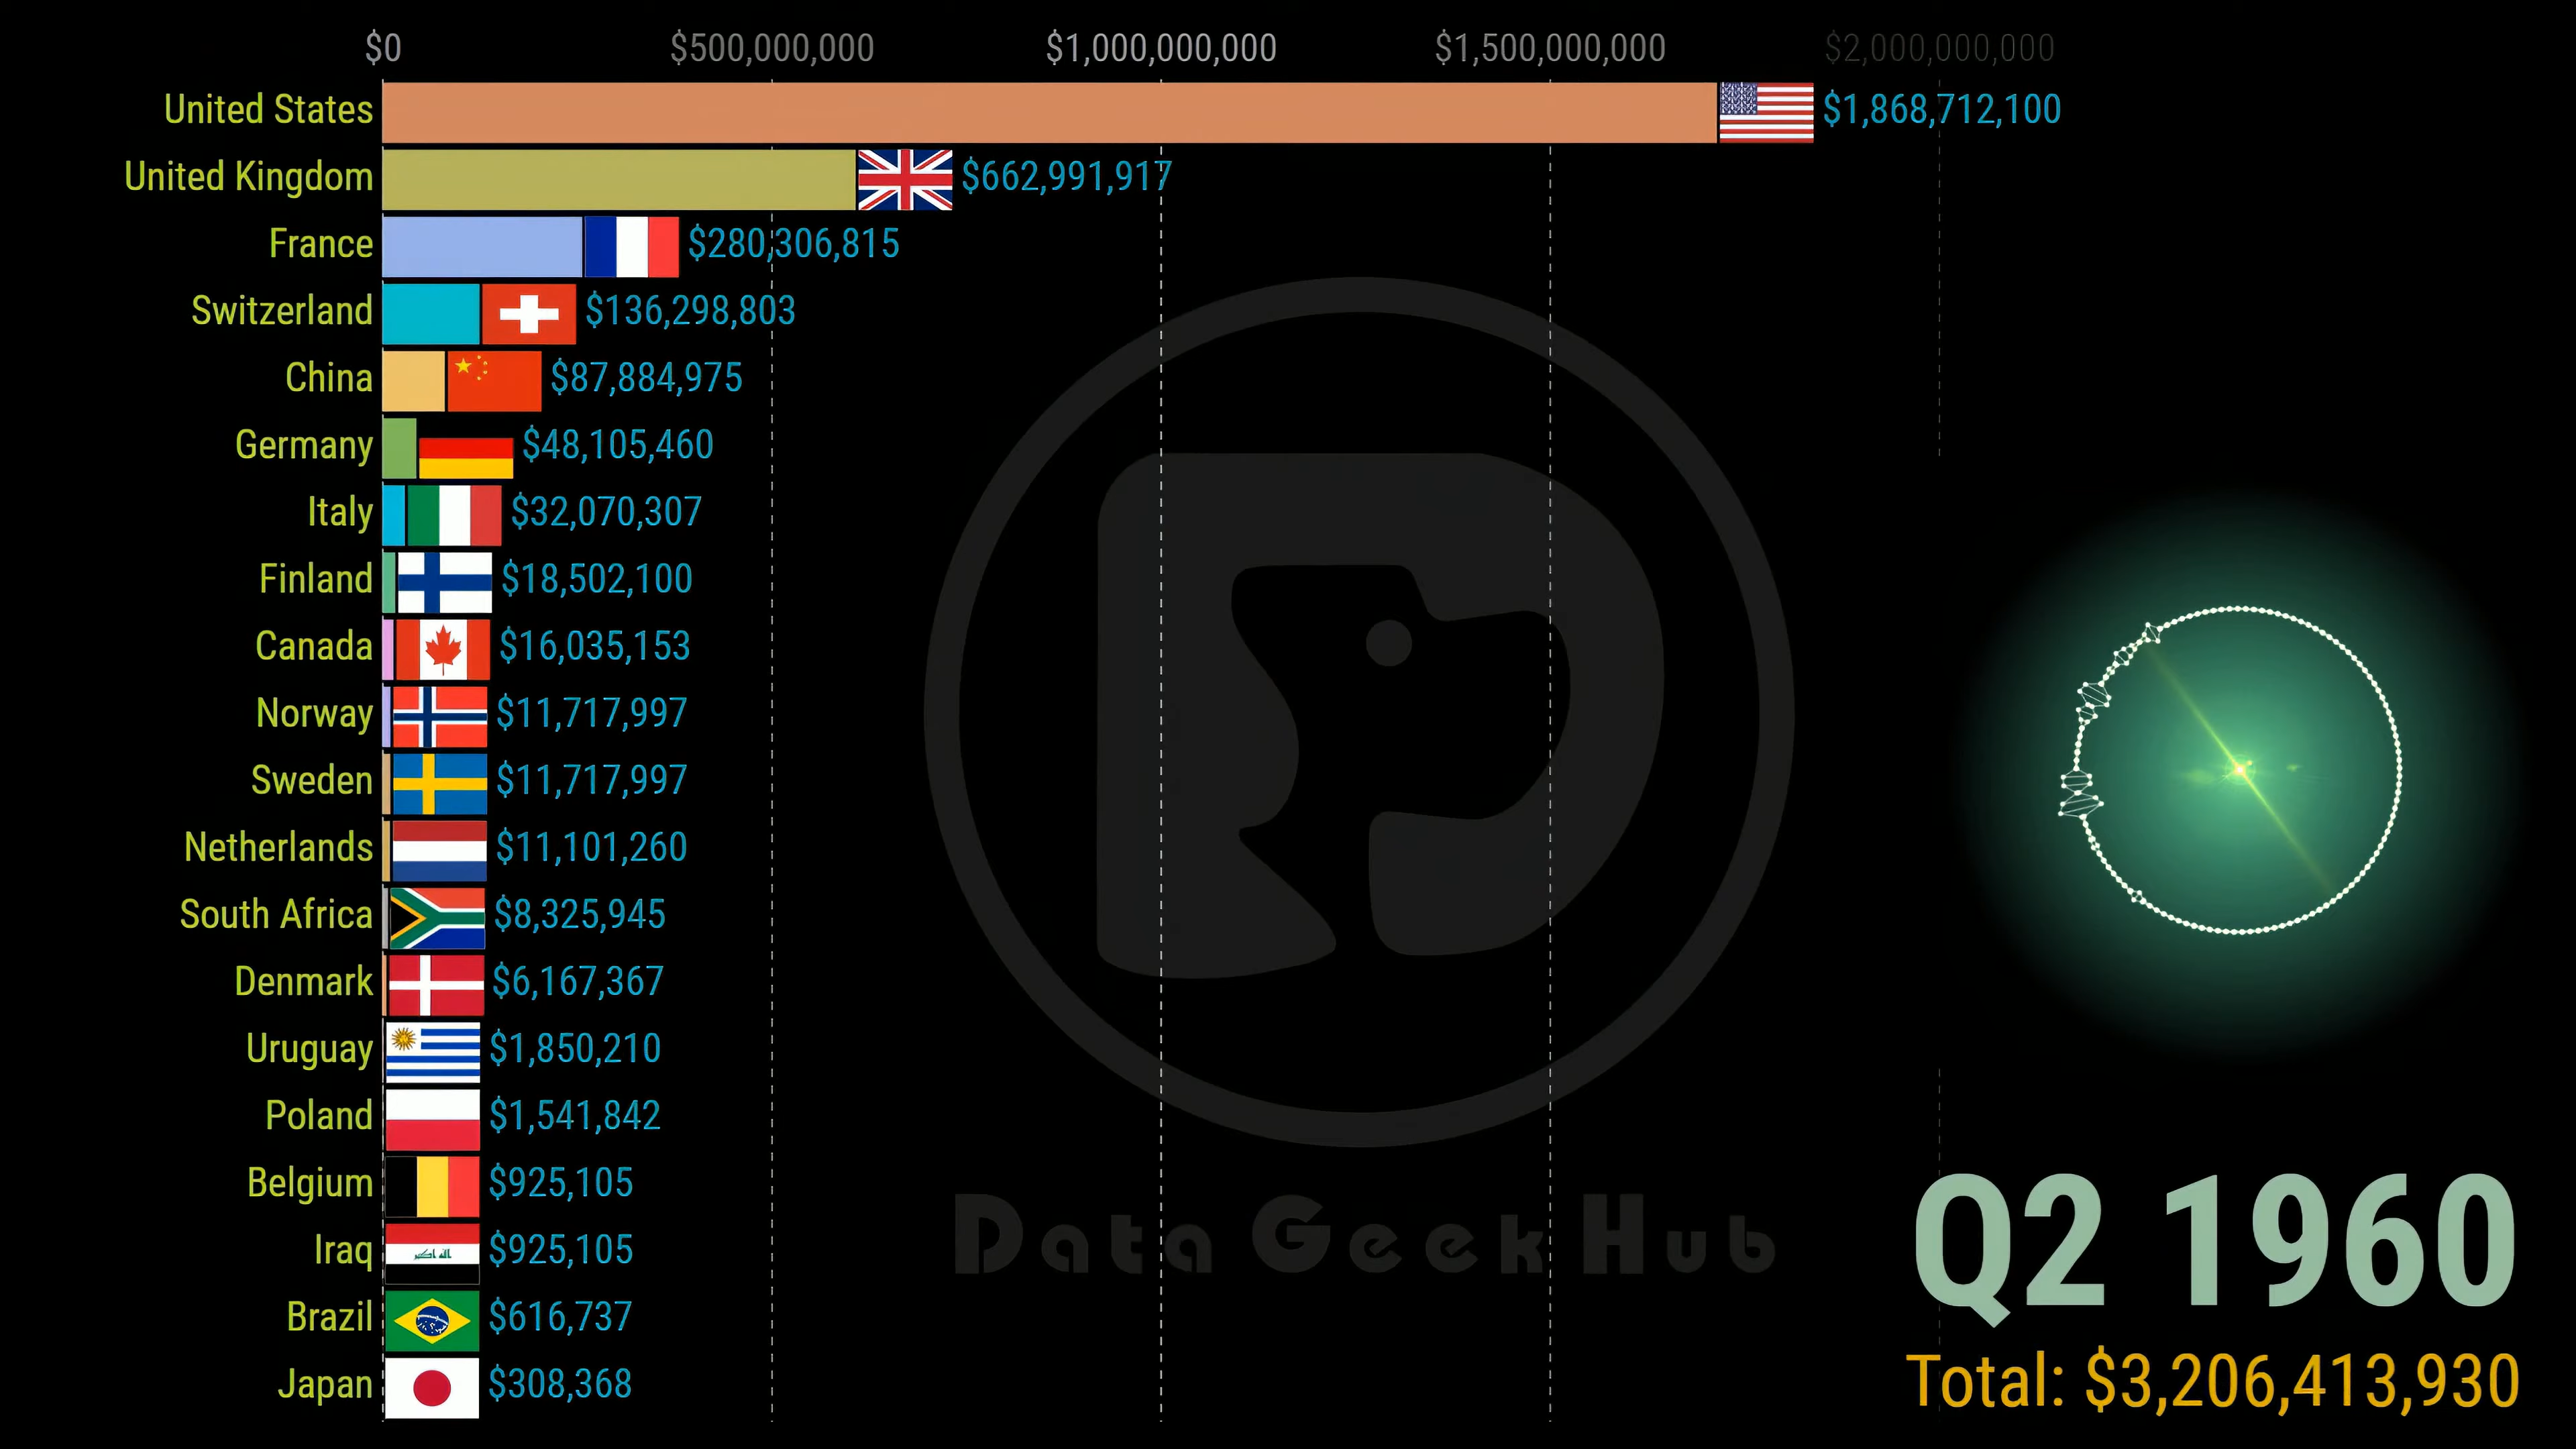 $0 $500,000,000 $1,000,000,000 $1,500,000,000 $2,000,000,000
United States $1,868,712,100
United Kingdom $662,991,917
France $280,306,815
Switzerland $136,298,803
China $87,884,975
Germany $48,105,460
Italy $32,070,307
Finland $18,502,100
Canada $16,035,153
Norway $11,717,997
Sweden $11,717,997
Netherlands $11,101,260
South Africa $8,325,945
Denmark $6,167,367
Uruguay $1,850,210
Poland $1,541,842
Belgium $925,105
Iraq $925,105
Brazil $616,737
Japan $308,368
Data Geek Hub
Q2 1960
Total: $3,206,413,930